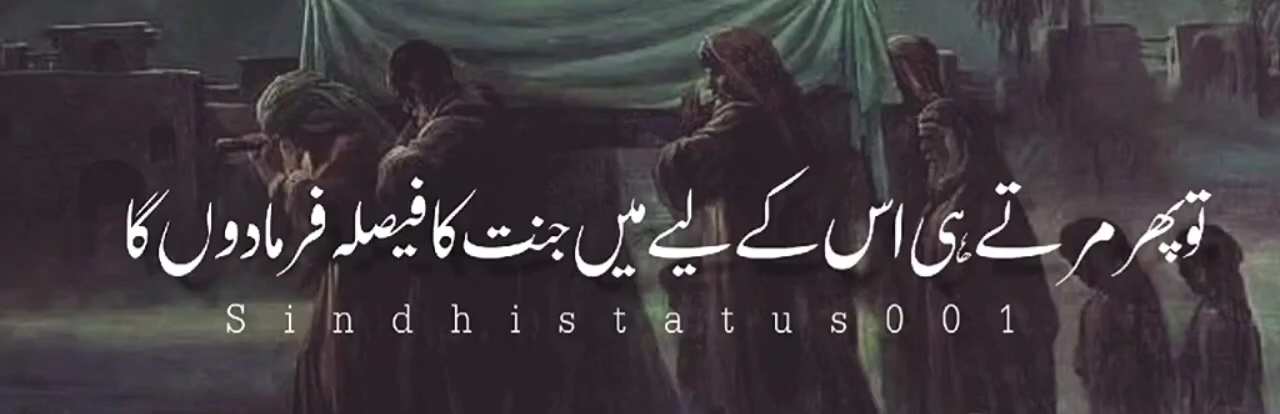 تو پھر مرتے ہی اس کے لیے میں جنت کا فیصلہ فرما دوں گا
Sindhistatus001